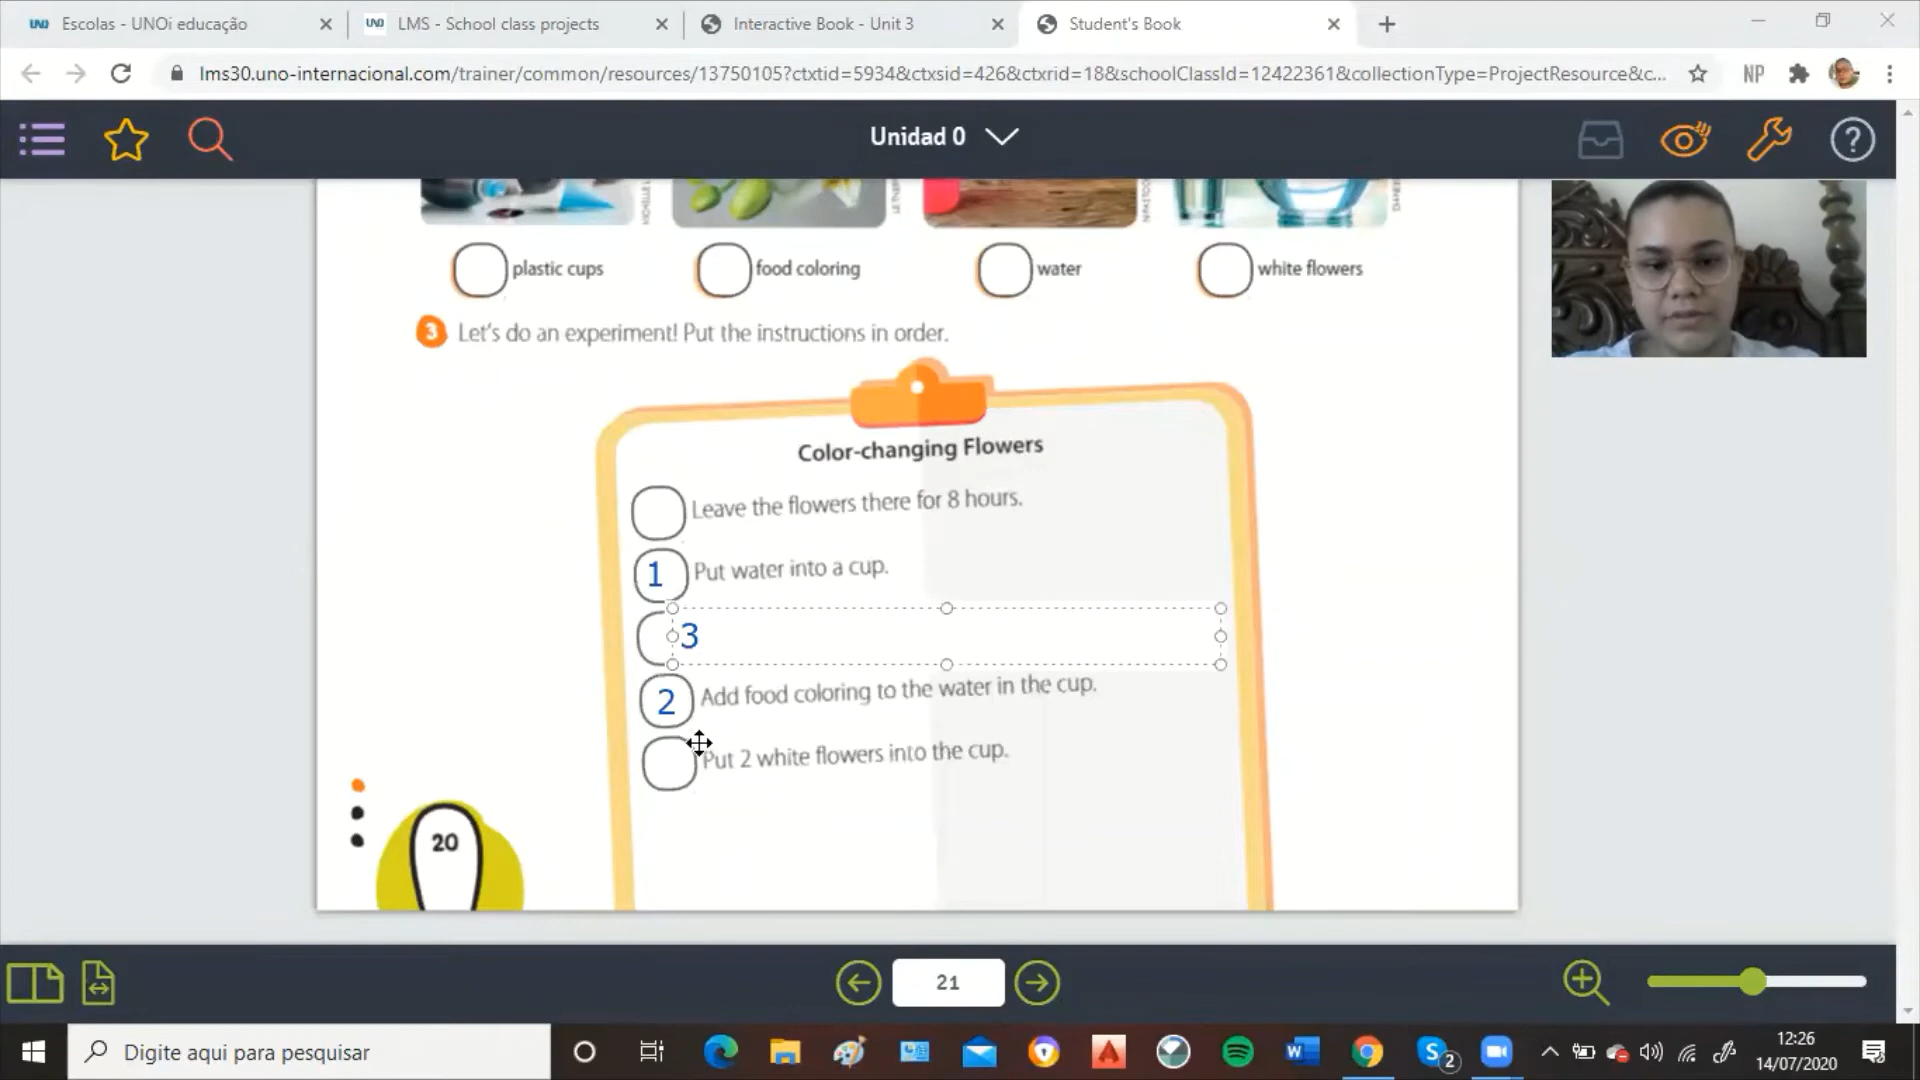 Escolas - UNOi educação
LMS - School class projects
Interactive Book - Unit 3
Student's Book
lms30.uno-internacional.com/trainer/common/resources/13750105?ctxtid=5934&ctxsid=426&ctxrid=18&schoolClassId=12422361&collectionType=ProjectResource&c...
NP
Unidad 0
plastic cups
food coloring
water
white flowers
3 Let's do an experiment! Put the instructions in order.
Color-changing Flowers
Leave the flowers there for 8 hours.
1 Put water into a cup.
3
2 Add food coloring to the water in the cup.
Put 2 white flowers into the cup.
20
21
Digite aqui para pesquisar
2
12:26
14/07/2020